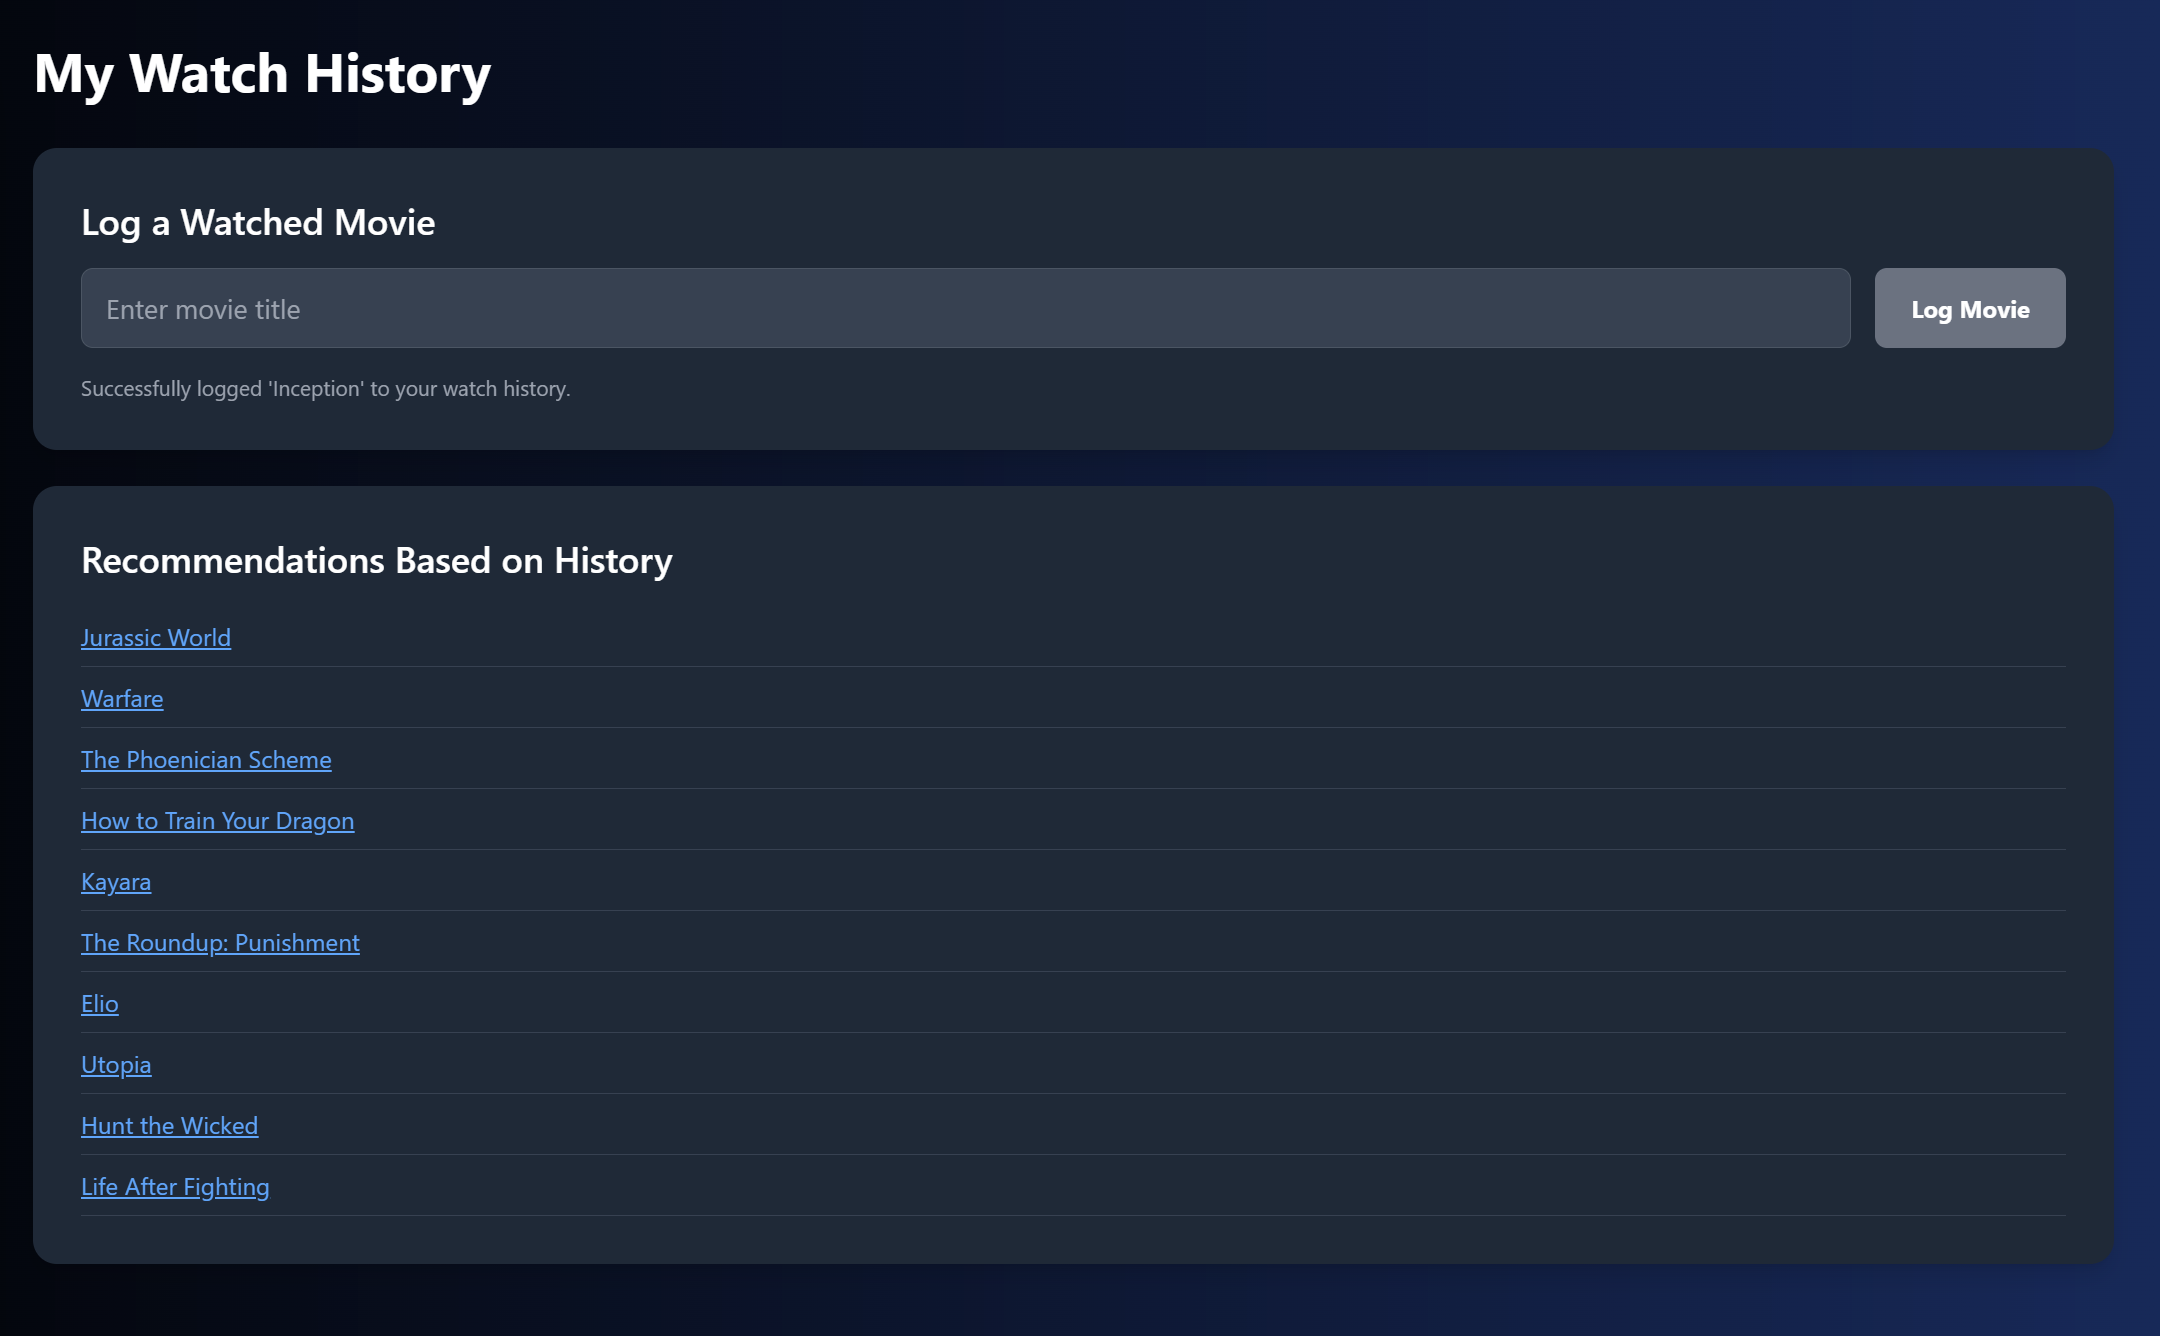 My Watch History
Log a Watched Movie
Enter movie title
Log Movie
Successfully logged 'Inception' to your watch history.
Recommendations Based on History
Jurassic World
Warfare
The Phoenician Scheme
How to Train Your Dragon
Kayara
The Roundup: Punishment
Elio
Utopia
Hunt the Wicked
Life After Fighting